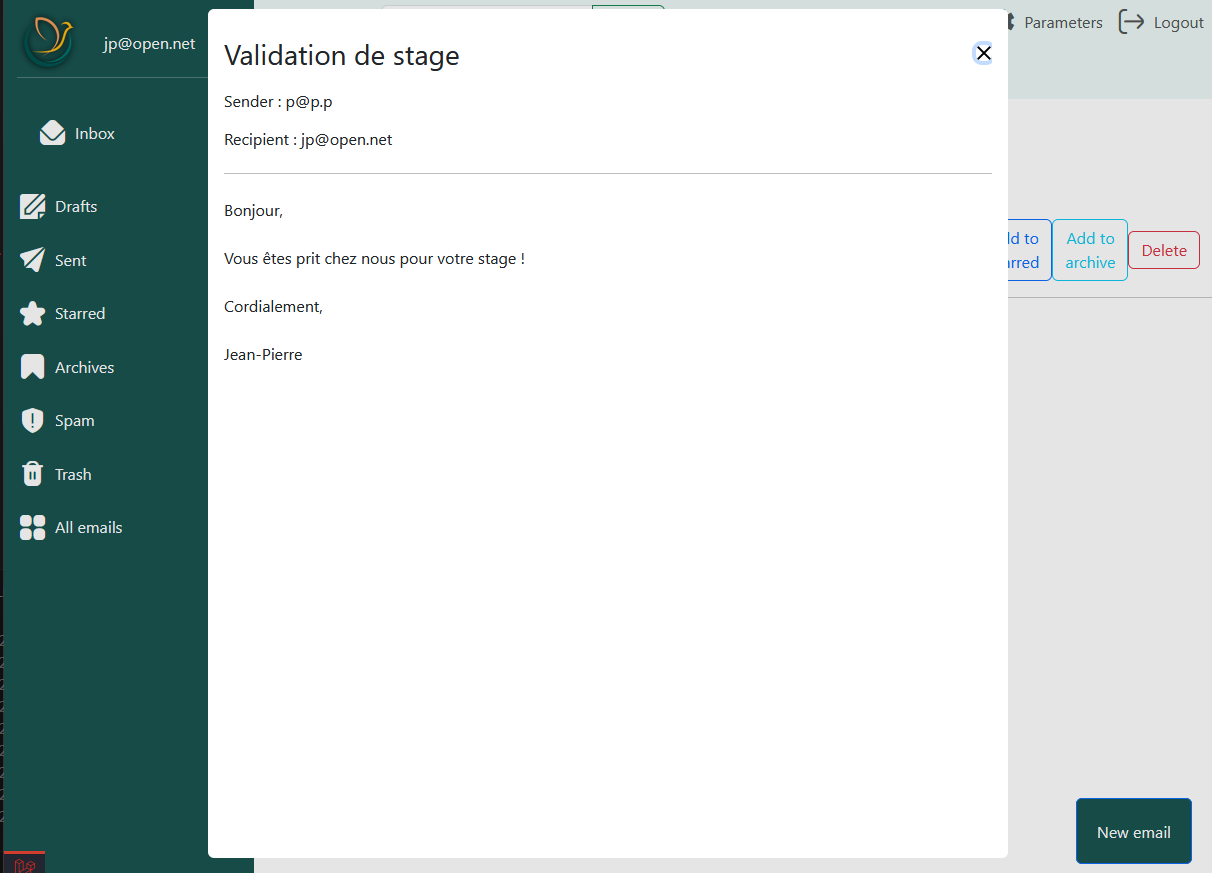 jp@open.net
Inbox
Drafts
Sent
Starred
Archives
Spam
Trash
All emails
Validation de stage
Sender : p@p.p
Recipient : jp@open.net
Bonjour,
Vous êtes prit chez nous pour votre stage !
Cordialement,
Jean-Pierre
Parameters
Logout
to
Add to
archive
Delete
New email